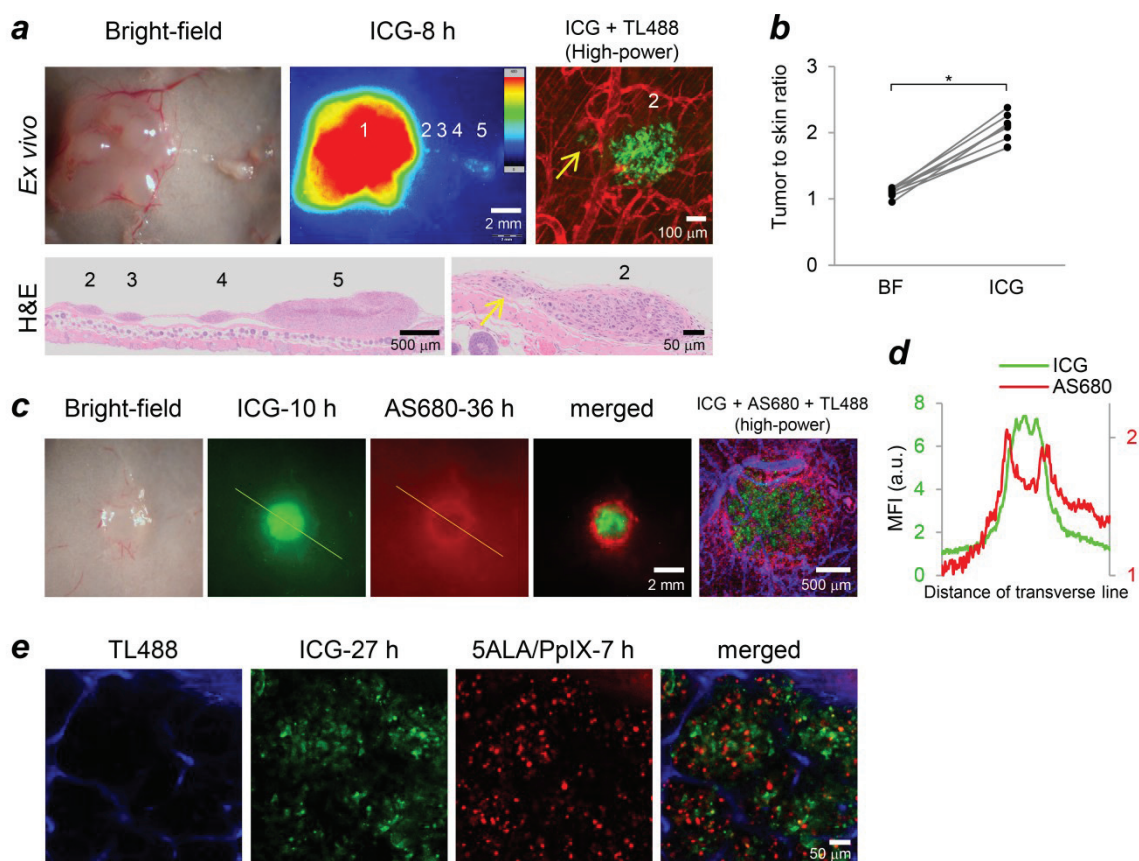 a
Bright-field
ICG-8 h
ICG + TL488
(High-power)
Ex vivo
1
2 3 4 5
2 mm
2
100 μm
H&E
2 3 4 5
500 μm
2
50 μm
b
Tumor to skin ratio
3
2
1
0
*
BF ICG
c
Bright-field
ICG-10 h
AS680-36 h
merged
ICG + AS680 + TL488
(high-power)
2 mm
500 μm
d
ICG
AS680
MFI (a.u.)
8
6
4
2
0
2
1
Distance of transverse line
e
TL488
ICG-27 h
5ALA/PpIX-7 h
merged
50 μm